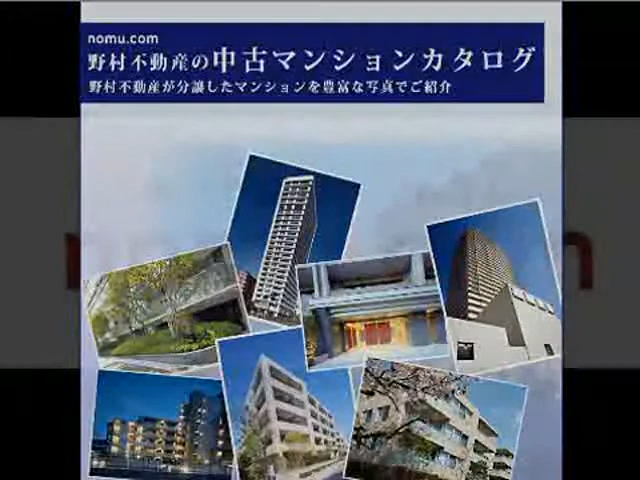 nomu.com
野村不動産の中古マンションカタログ
野村不動産が分譲したマンションを豊富な写真でご紹介